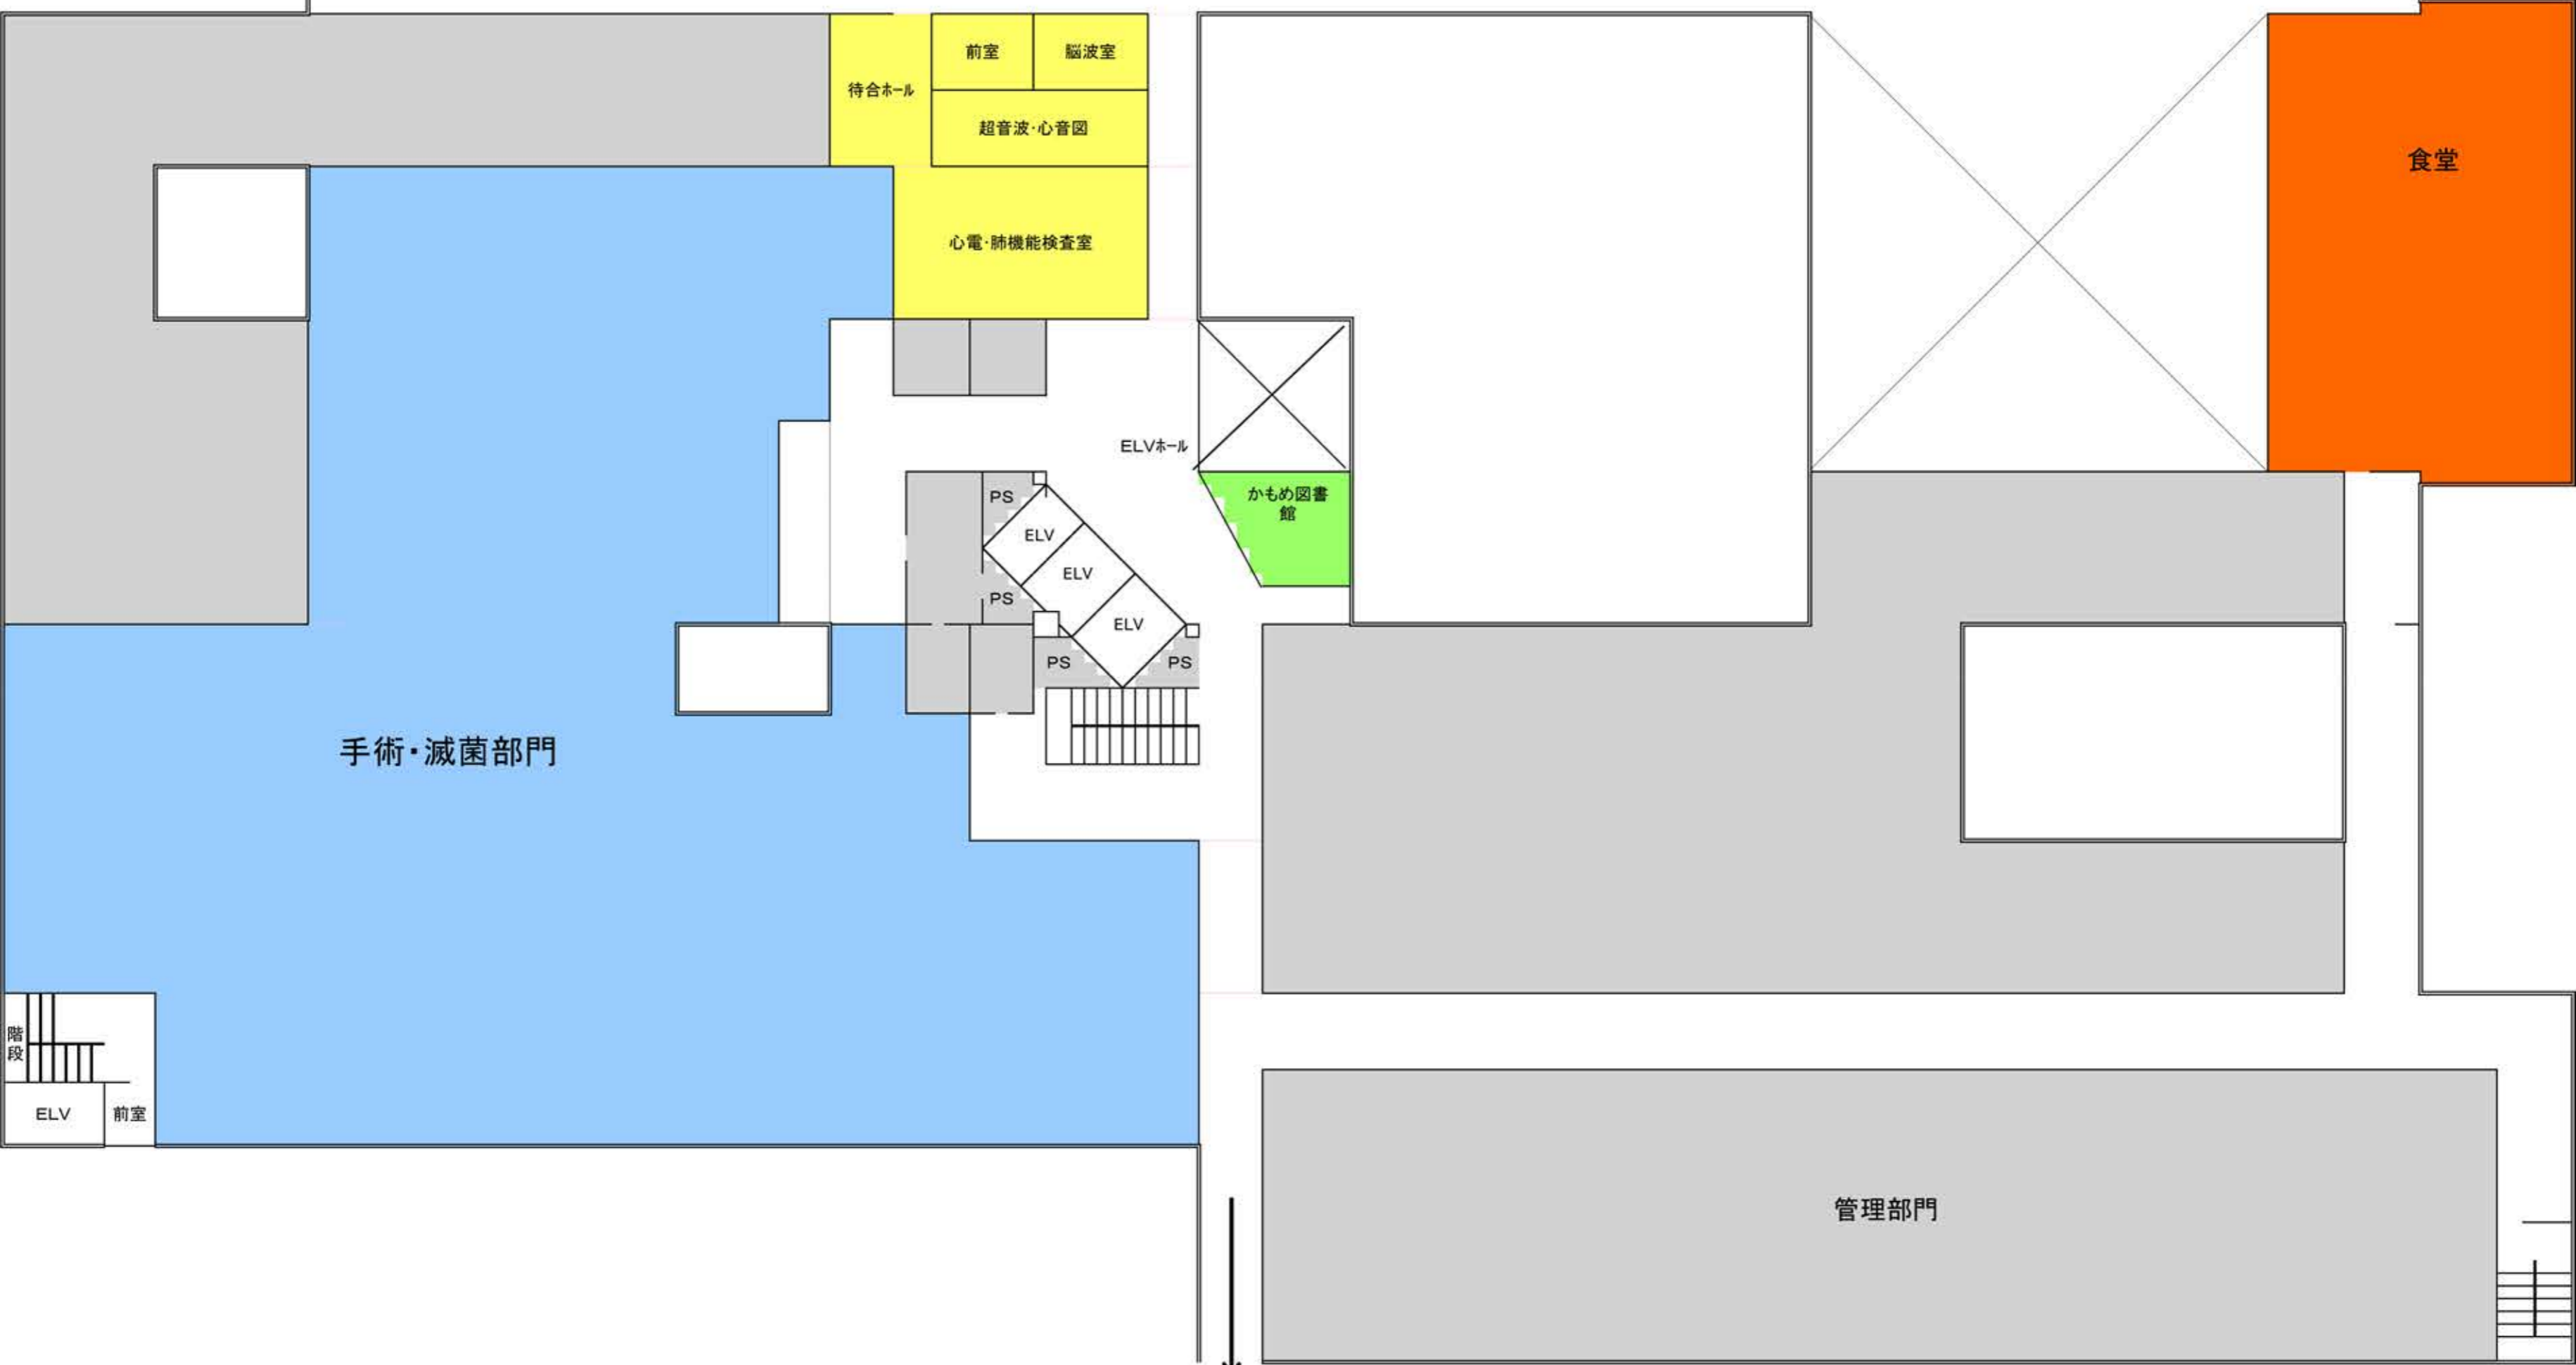 前室
脳波室
待合ホール
超音波・心音図
食堂
心電・肺機能検査室
ELVホール
かもめ図書
館
PS
ELV
ELV
PS
ELV
PS
PS
手術・滅菌部門
階
段
ELV
前室
管理部門